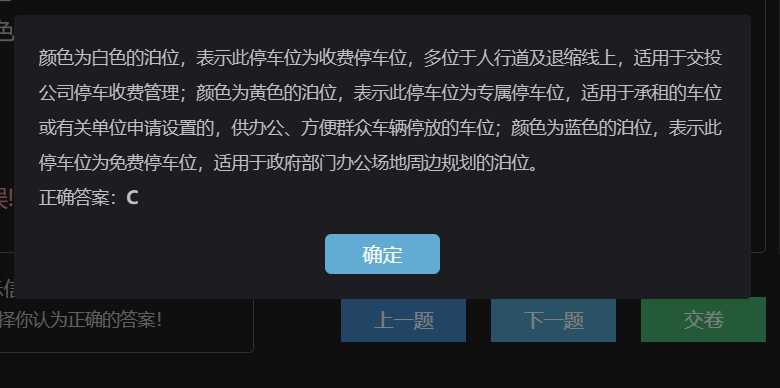 色
颜色为白色的泊位，表示此停车位为收费停车位，多位于人行道及退缩线上，适用于交投
公司停车收费管理；颜色为黄色的泊位，表示此停车位为专属停车位，适用于承租的车位
或有关单位申请设置的，供办公、方便群众车辆停放的车位；颜色为蓝色的泊位，表示此
停车位为免费停车位，适用于政府部门办公场地周边规划的泊位。
误!
正确答案：C
确定
信
择你认为正确的答案!
上一题
下一题
交卷